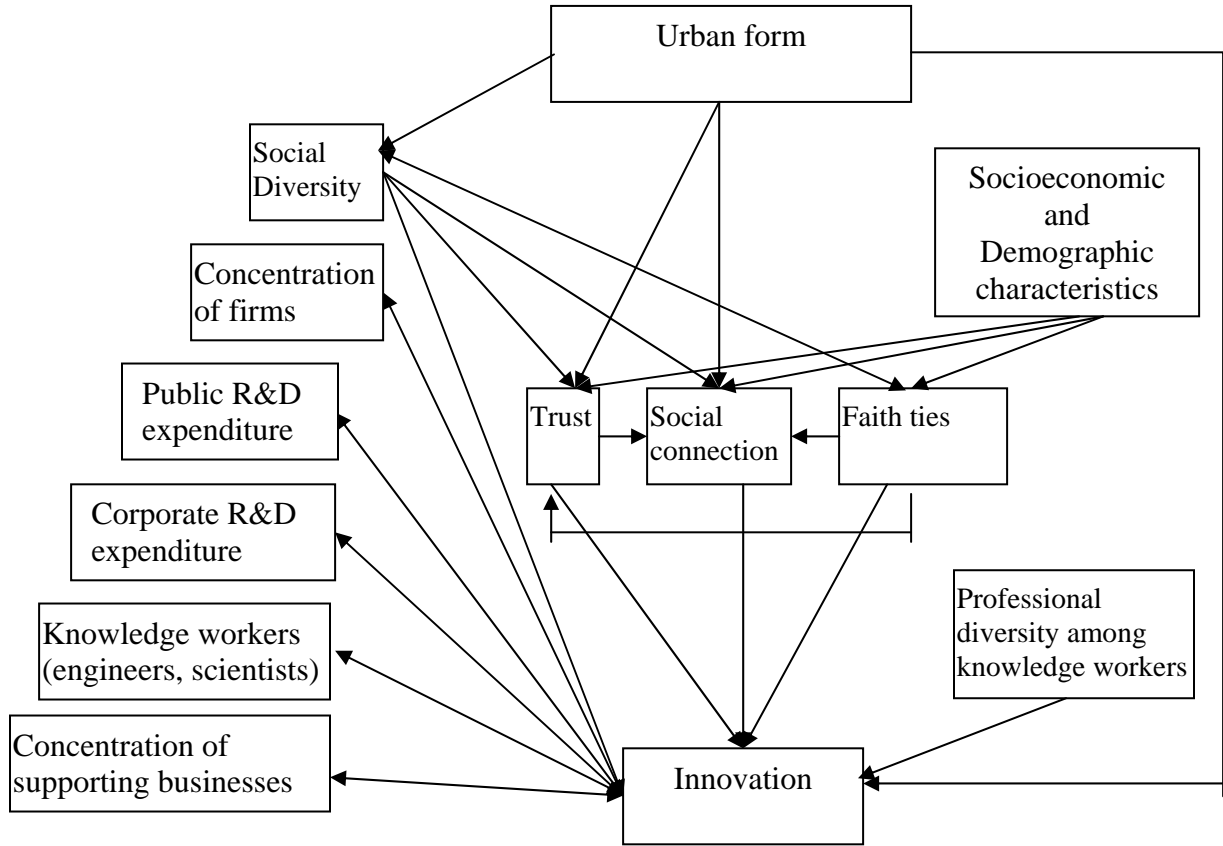 Urban form
Social
Diversity
Socioeconomic
and
Demographic
characteristics
Concentration
of firms
Public R&D
expenditure
Trust
Social
connection
Faith ties
Corporate R&D
expenditure
Knowledge workers
(engineers, scientists)
Professional
diversity among
knowledge workers
Concentration of
supporting businesses
Innovation